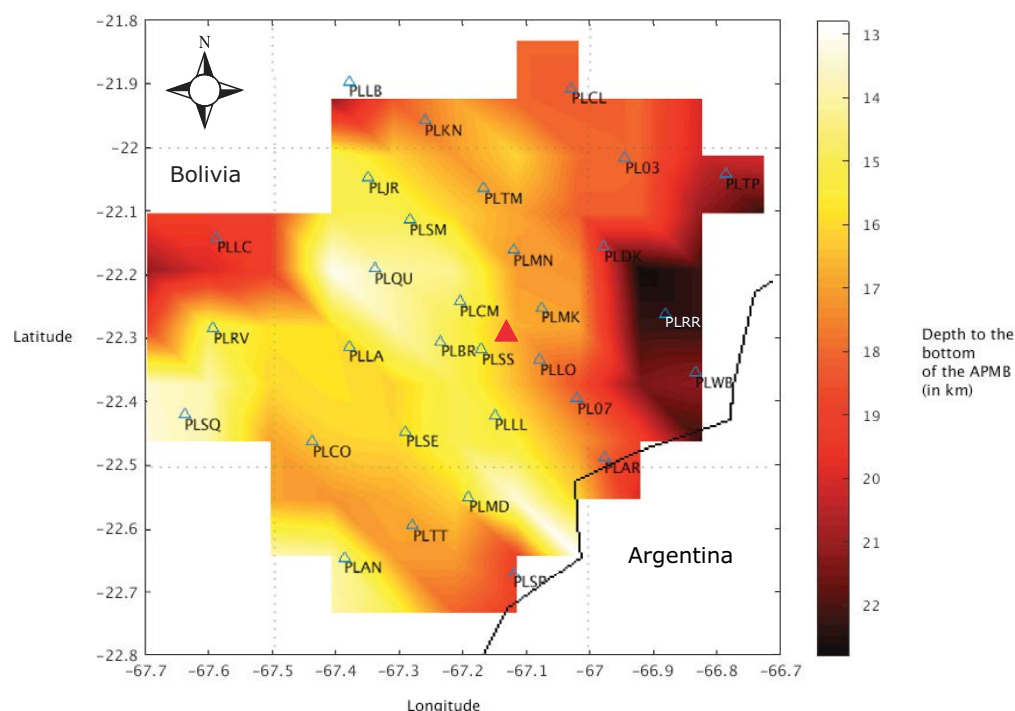 -21.8
-21.9
-22
-22.1
-22.2
-22.3
-22.4
-22.5
-22.6
-22.7
-22.8
Latitude
N
Bolivia
PLLB
PLCL
PLKN
PL03
PLTP
PLJR
PLTM
PLSM
PLLC
PLMN
PLDK
PLQU
PLCM
PLMK
PLRR
PLRV
PLLA
PLBR
PLSS
PLLO
PLWB
PLSQ
PLLL
PL07
PLCO
PLSE
PLAR
PLMD
PLTT
PLAN
PLSP
Argentina
-67.7 -67.6 -67.5 -67.4 -67.3 -67.2 -67.1 -67 -66.9 -66.8 -66.7
Longitude
13
14
15
16
17
18
19
20
21
22
Depth to the
bottom
of the APMB
(in km)